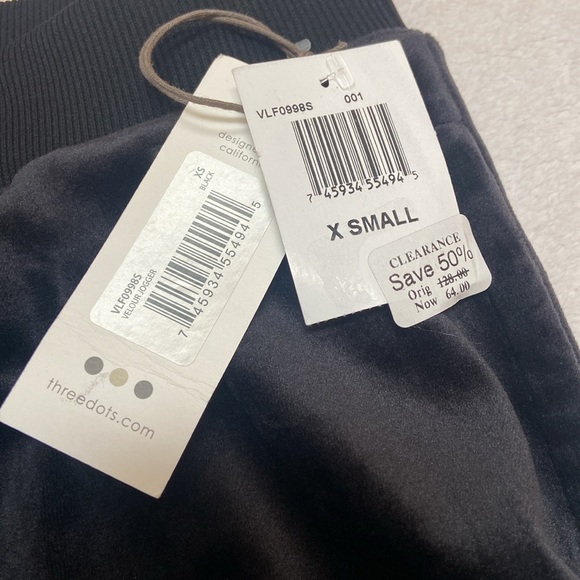 designe
californ
XS
BLACK
7 45934 55494 5
VLF0998S
VELOUR JOGGER
threedots.com
VLF0998S 001
7 45934 55494 5
X SMALL
CLEARANCE
Save 50%
Orig 128.00
Now 64.00